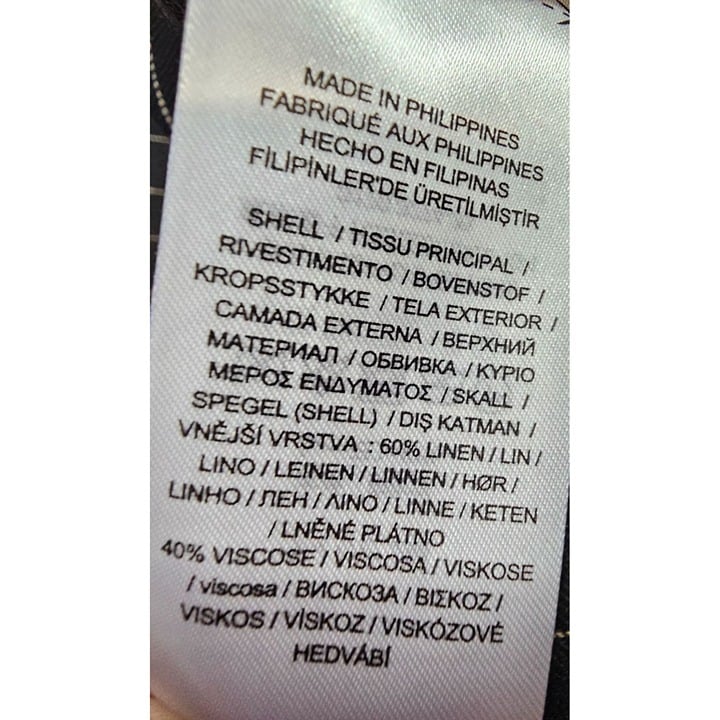 MADE IN PHILIPPINES
FABRIQUÉ AUX PHILIPPINES
HECHO EN FILIPINAS
FİLİPİNLER'DE ÜRETİLMİŞTİR
SHELL / TISSU PRINCIPAL /
RIVESTIMENTO / BOVENSTOF /
KROPSSTYKKE / TELA EXTERIOR /
CAMADA EXTERNA / ВЕРХНИЙ
МАТЕРИАЛ / ОБВИВКА / ΚΥΡΙΟ
ΜΕΡΟΣ ΕΝΔΥΜΑΤΟΣ / SKALL /
SPEGEL (SHELL) / DIŞ KATMAN /
VNĚJŠÍ VRSTVA : 60% LINEN / LIN /
LINO / LEINEN / LINNEN / HØR /
LINHO / ЛЕН / ΛΙΝΟ / LINNE / KETEN
/ LNĚNÉ PLÁTNO
40% VISCOSE / VISCOSA / VISKOSE
/ viscosa / ВИСКОЗА / ΒΙΣΚΟΖ /
VISKOS / VİSKOZ / VISKÓZOVÉ
HEDVÁBÍ